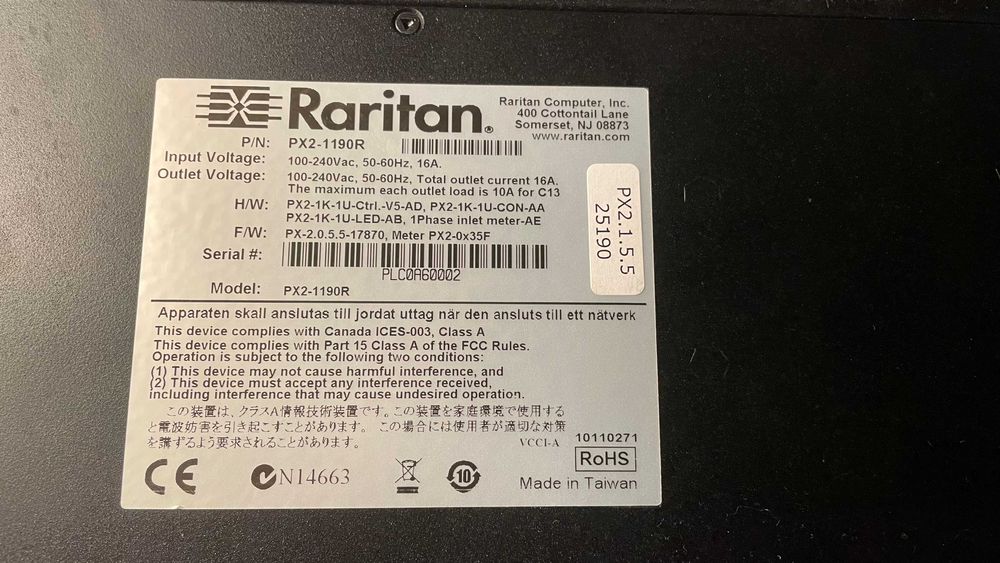 Raritan®
Raritan Computer, Inc.
400 Cottontail Lane
Somerset, NJ 08873
www.raritan.com
P/N: PX2-1190R
Input Voltage: 100-240Vac, 50-60Hz, 16A.
Outlet Voltage: 100-240Vac, 50-60Hz, Total outlet current 16A.
The maximum each outlet load is 10A for C13
H/W: PX2-1K-1U-Ctrl.-V5-AD, PX2-1K-1U-CON-AA
PX2-1K-1U-LED-AB, 1Phase inlet meter-AE
F/W: PX-2.0.5.5-17870, Meter PX2-0x35F
Serial #:
PLC0A60002
Model: PX2-1190R
PX2.1.5.5
25190
Apparaten skall anslutas till jordat uttag när den ansluts till ett nätverk
This device complies with Canada ICES-003, Class A
This device complies with Part 15 Class A of the FCC Rules.
Operation is subject to the following two conditions:
(1) This device may not cause harmful interference, and
(2) This device must accept any interference received,
including interference that may cause undesired operation.
この装置は、クラスA情報技術装置です。この装置を家庭環境で使用する
と電波妨害を引き起こすことがあります。 この場合には使用者が適切な対策
を講ずるよう要求されることがあります。 VCCI-A
10110271
RoHS
CE N14663 10 Made in Taiwan